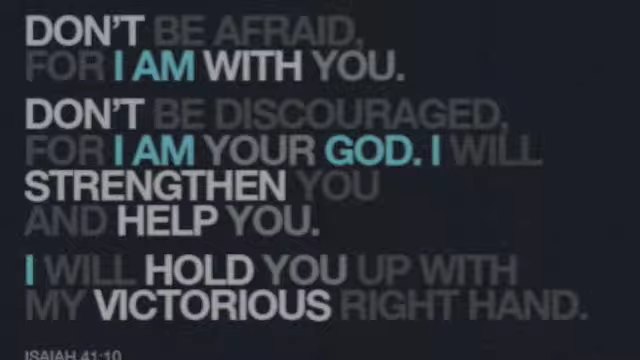 DON'T BE AFRAID,
FOR I AM WITH YOU.
DON'T BE DISCOURAGED,
FOR I AM YOUR GOD. I WILL
STRENGTHEN YOU
AND HELP YOU.
I WILL HOLD YOU UP WITH
MY VICTORIOUS RIGHT HAND.
ISAIAH 41:10